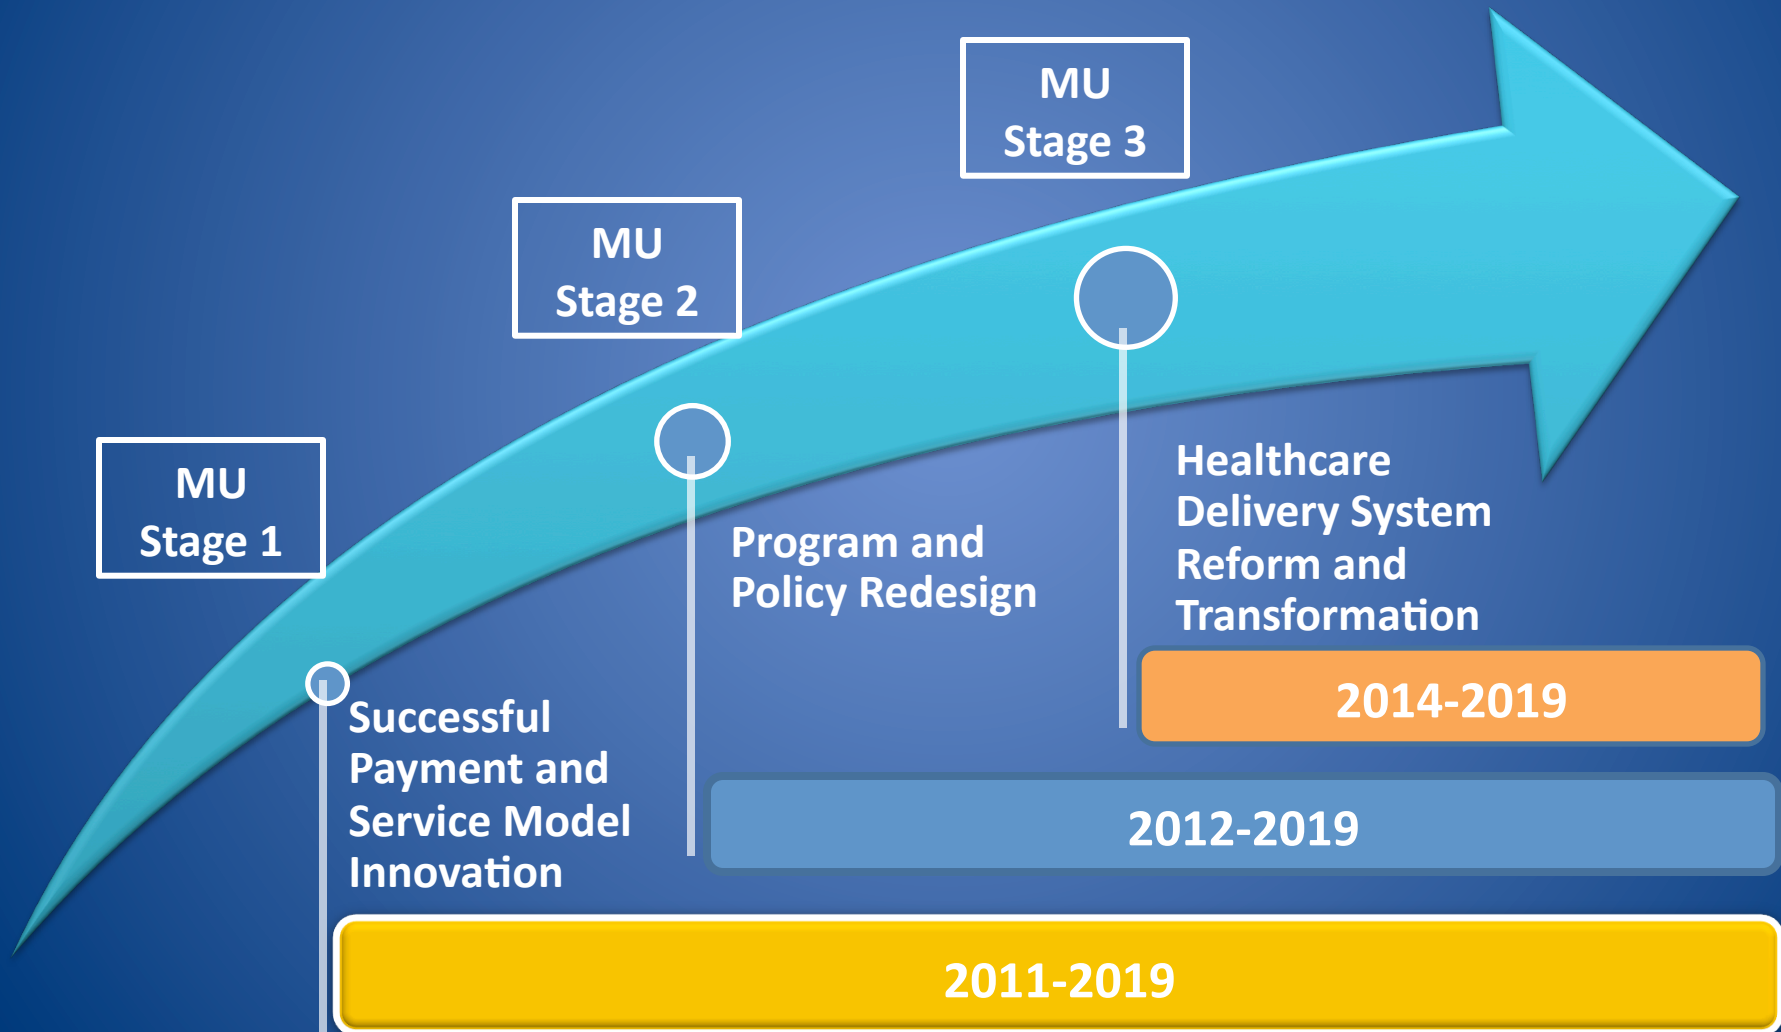 MU
Stage 1
MU
Stage 2
MU
Stage 3
Successful
Payment and
Service Model
Innovation
Program and
Policy Redesign
Healthcare
Delivery System
Reform and
Transformation
2014-2019
2012-2019
2011-2019